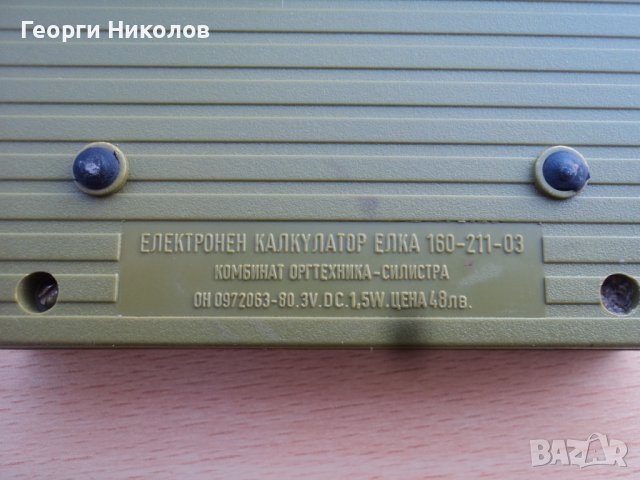 Георги Николов
ЕЛЕКТРОНЕН КАЛКУЛАТОР ЕЛКА 160-211-03
КОМБИНАТ ОРГТЕХНИКА-СИЛИСТРА
ОН 0972063-80.3V.DC.1,5W.ЦЕНА 48лв.
BAZAR